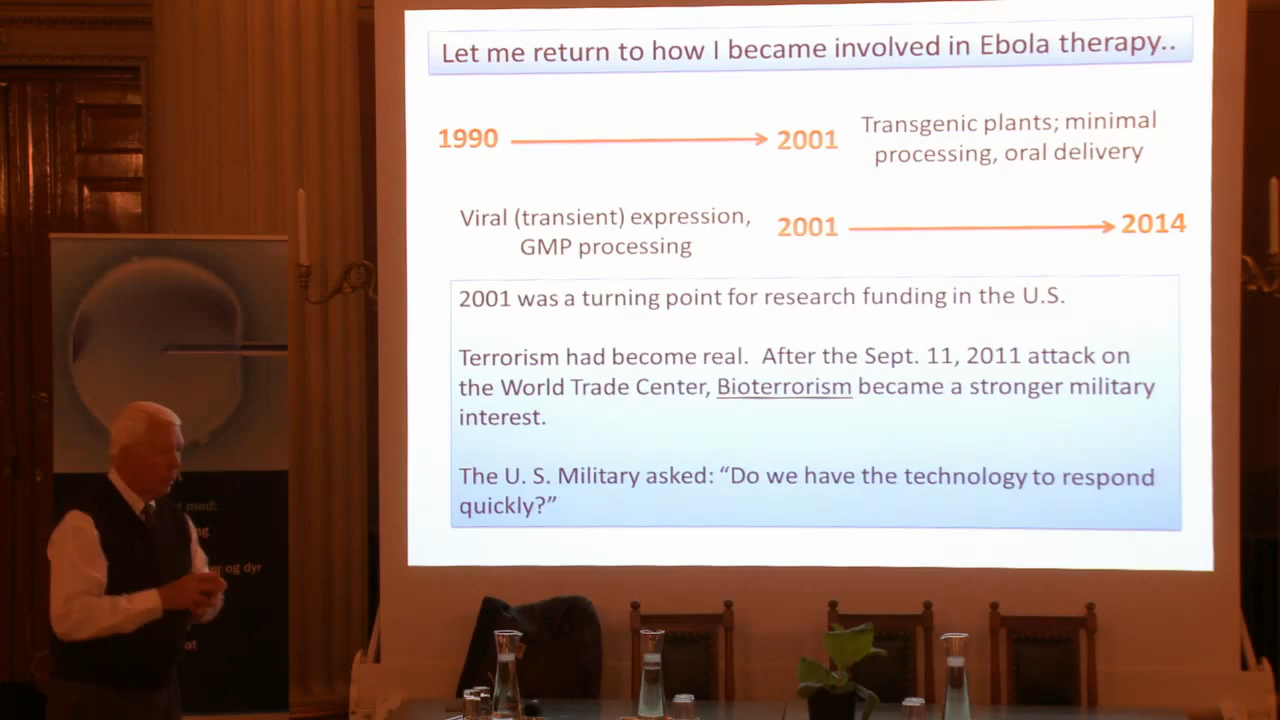 Let me return to how I became involved in Ebola therapy..
1990
2001
Transgenic plants; minimal
processing, oral delivery
Viral (transient) expression,
GMP processing
2001
2014
2001 was a turning point for research funding in the U.S.
Terrorism had become real. After the Sept. 11, 2011 attack on
the World Trade Center, Bioterrorism became a stronger military
interest.
The U. S. Military asked: “Do we have the technology to respond
quickly?”
med:
og dyr